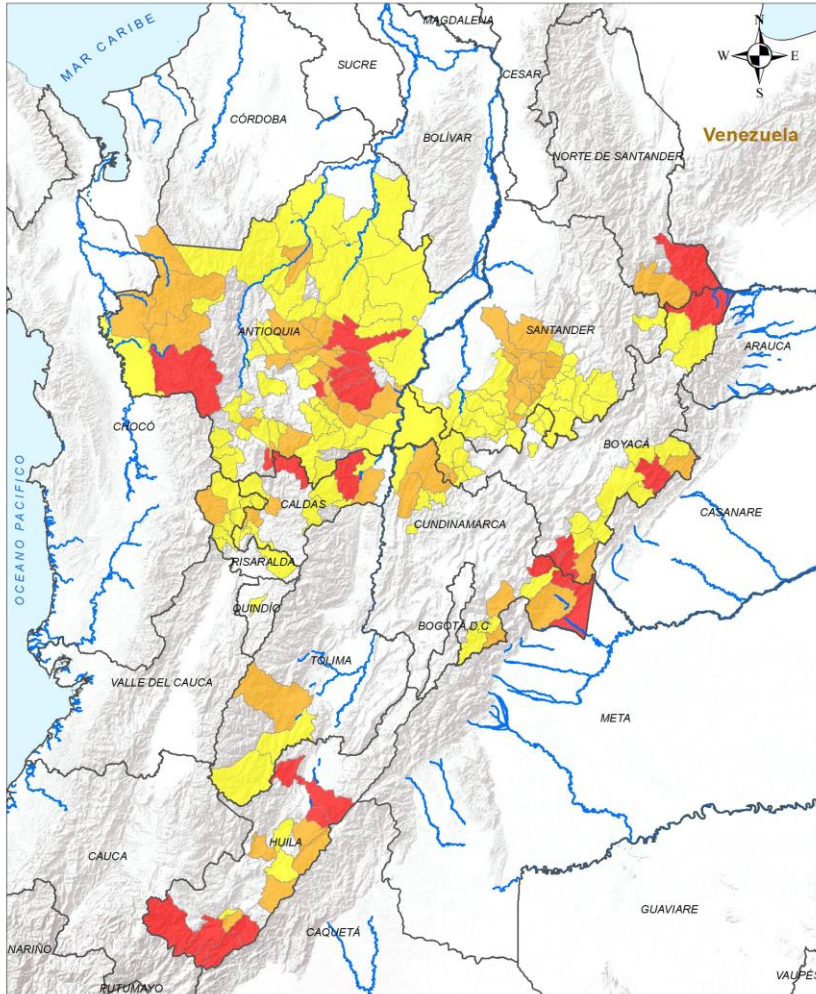 MAGDALENA
N
MAR CARIBE
W
E
SUCRE
CESAR
S
CÓRDOBA
BOLÍVAR
Venezuela
NORTE DE SANTANDER
ANTIOQUIA
SANTANDER
ARAUCA
CHOCÓ
BOYACÁ
CALDAS
CASANARE
CUNDINAMARCA
OCEANO PACIFICO
RISARALDA
QUINDÍO
BOGOTÁ, D.C
TOLIMA
VALLE DEL CAUCA
META
HUILA
CAUCA
GUAVIARE
CAQUETÁ
NARIÑO
VAUPÉS
PUTUMAYO